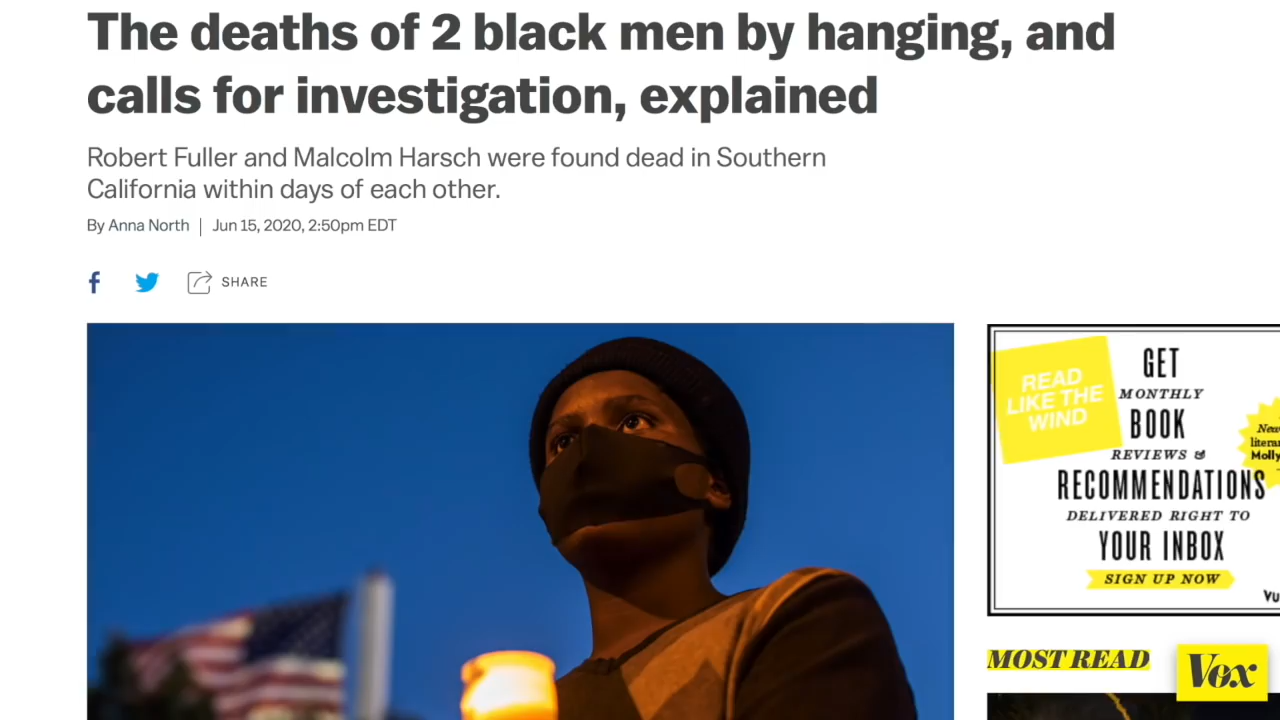 The deaths of 2 black men by hanging, and
calls for investigation, explained
Robert Fuller and Malcolm Harsch were found dead in Southern
California within days of each other.
By Anna North | Jun 15, 2020, 2:50pm EDT
SHARE
READ
LIKE THE
WIND
GET
MONTHLY
BOOK
REVIEWS &
RECOMMENDATIONS
DELIVERED RIGHT TO
YOUR INBOX
SIGN UP NOW
Molly
MOST READ
Vox